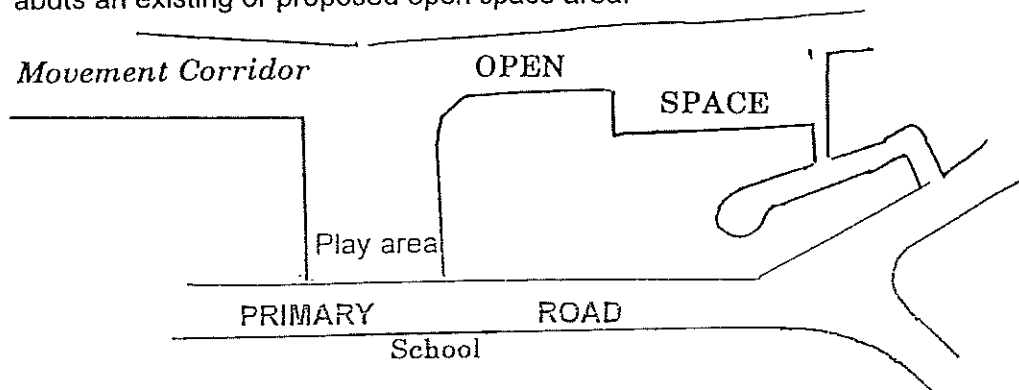 abuts an existing or proposed open space area.
Movement Corridor
OPEN
SPACE
Play area
PRIMARY ROAD
School